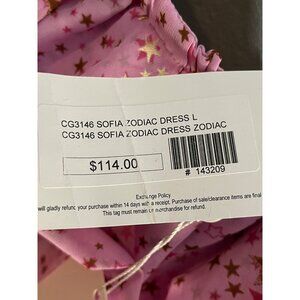 CG3146 SOFIA ZODIAC DRESS L
CG3146 SOFIA ZODIAC DRESS ZODIAC
$114.00
# 143209
Exchange Policy
will gladly refund your purchase within 14 days with a receipt. Purchase of sale/clearance items are final
This tag must remain on merchandise for refund.